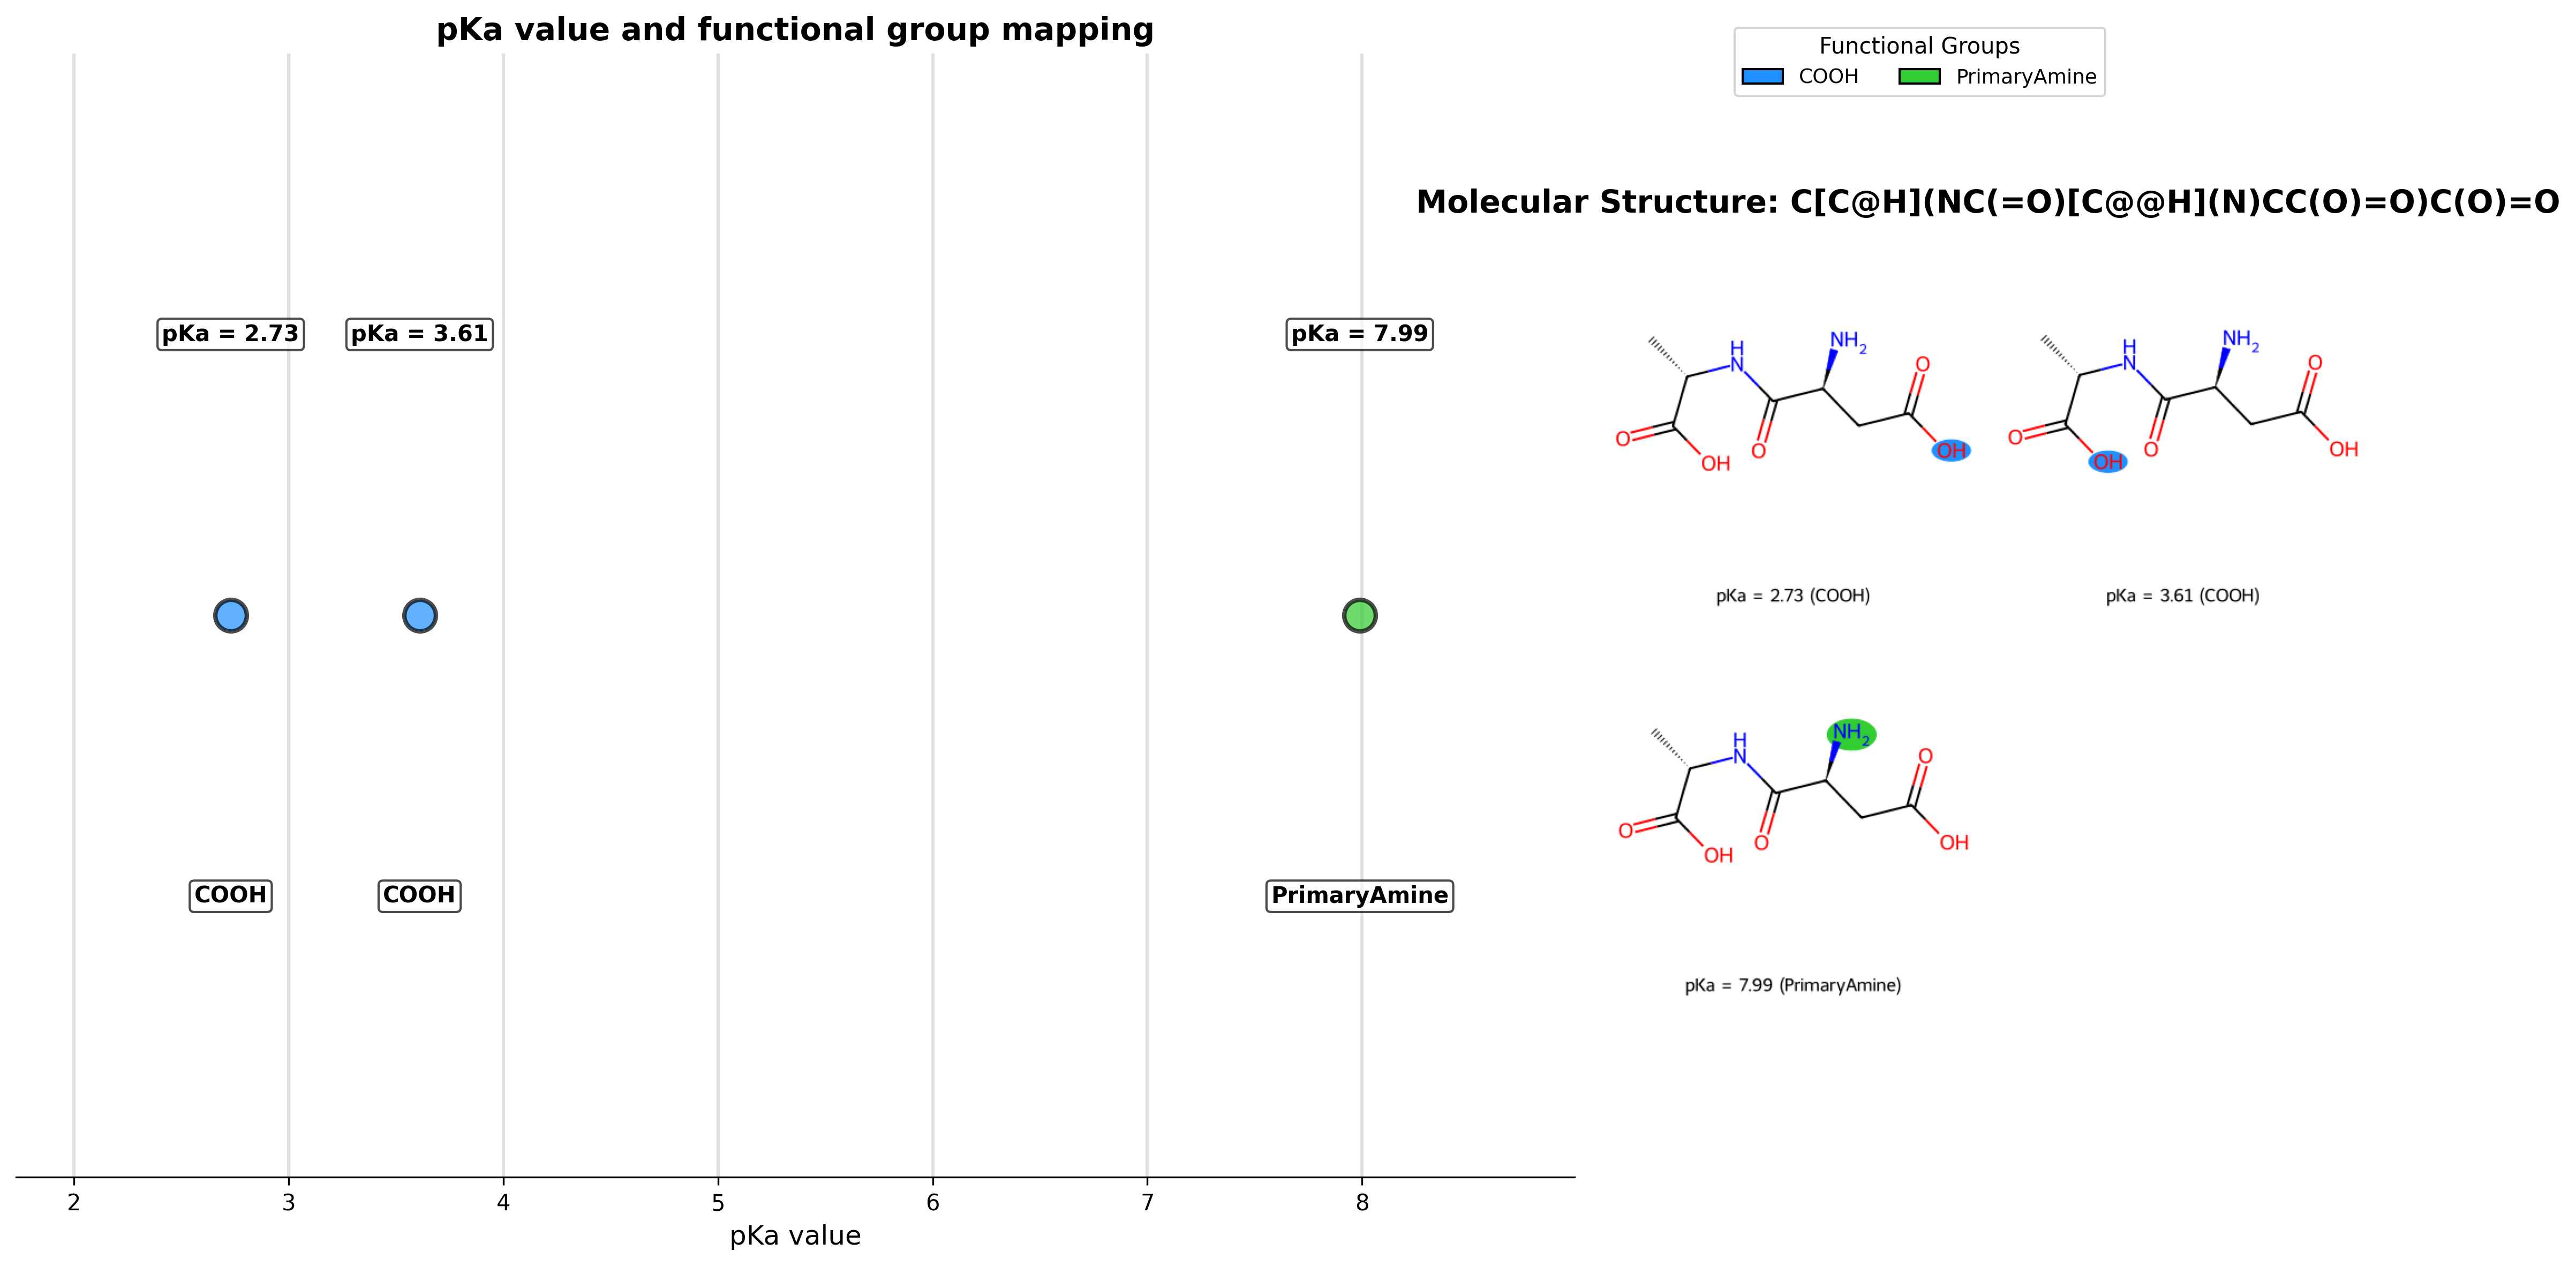 pKa value and functional group mapping
pKa = 2.73
pKa = 3.61
pKa = 7.99
COOH
COOH
PrimaryAmine
2
3
4
5
6
7
8
pKa value
Functional Groups
COOH
PrimaryAmine
Molecular Structure: C[C@H](NC(=O)[C@@H](N)CC(O)=O)C(O)=O
H
N
NH2
O
O
OH
O
OH
H
N
NH2
O
O
OH
O
OH
pKa = 2.73 (COOH)
pKa = 3.61 (COOH)
H
N
NH2
O
O
OH
O
OH
pKa = 7.99 (PrimaryAmine)